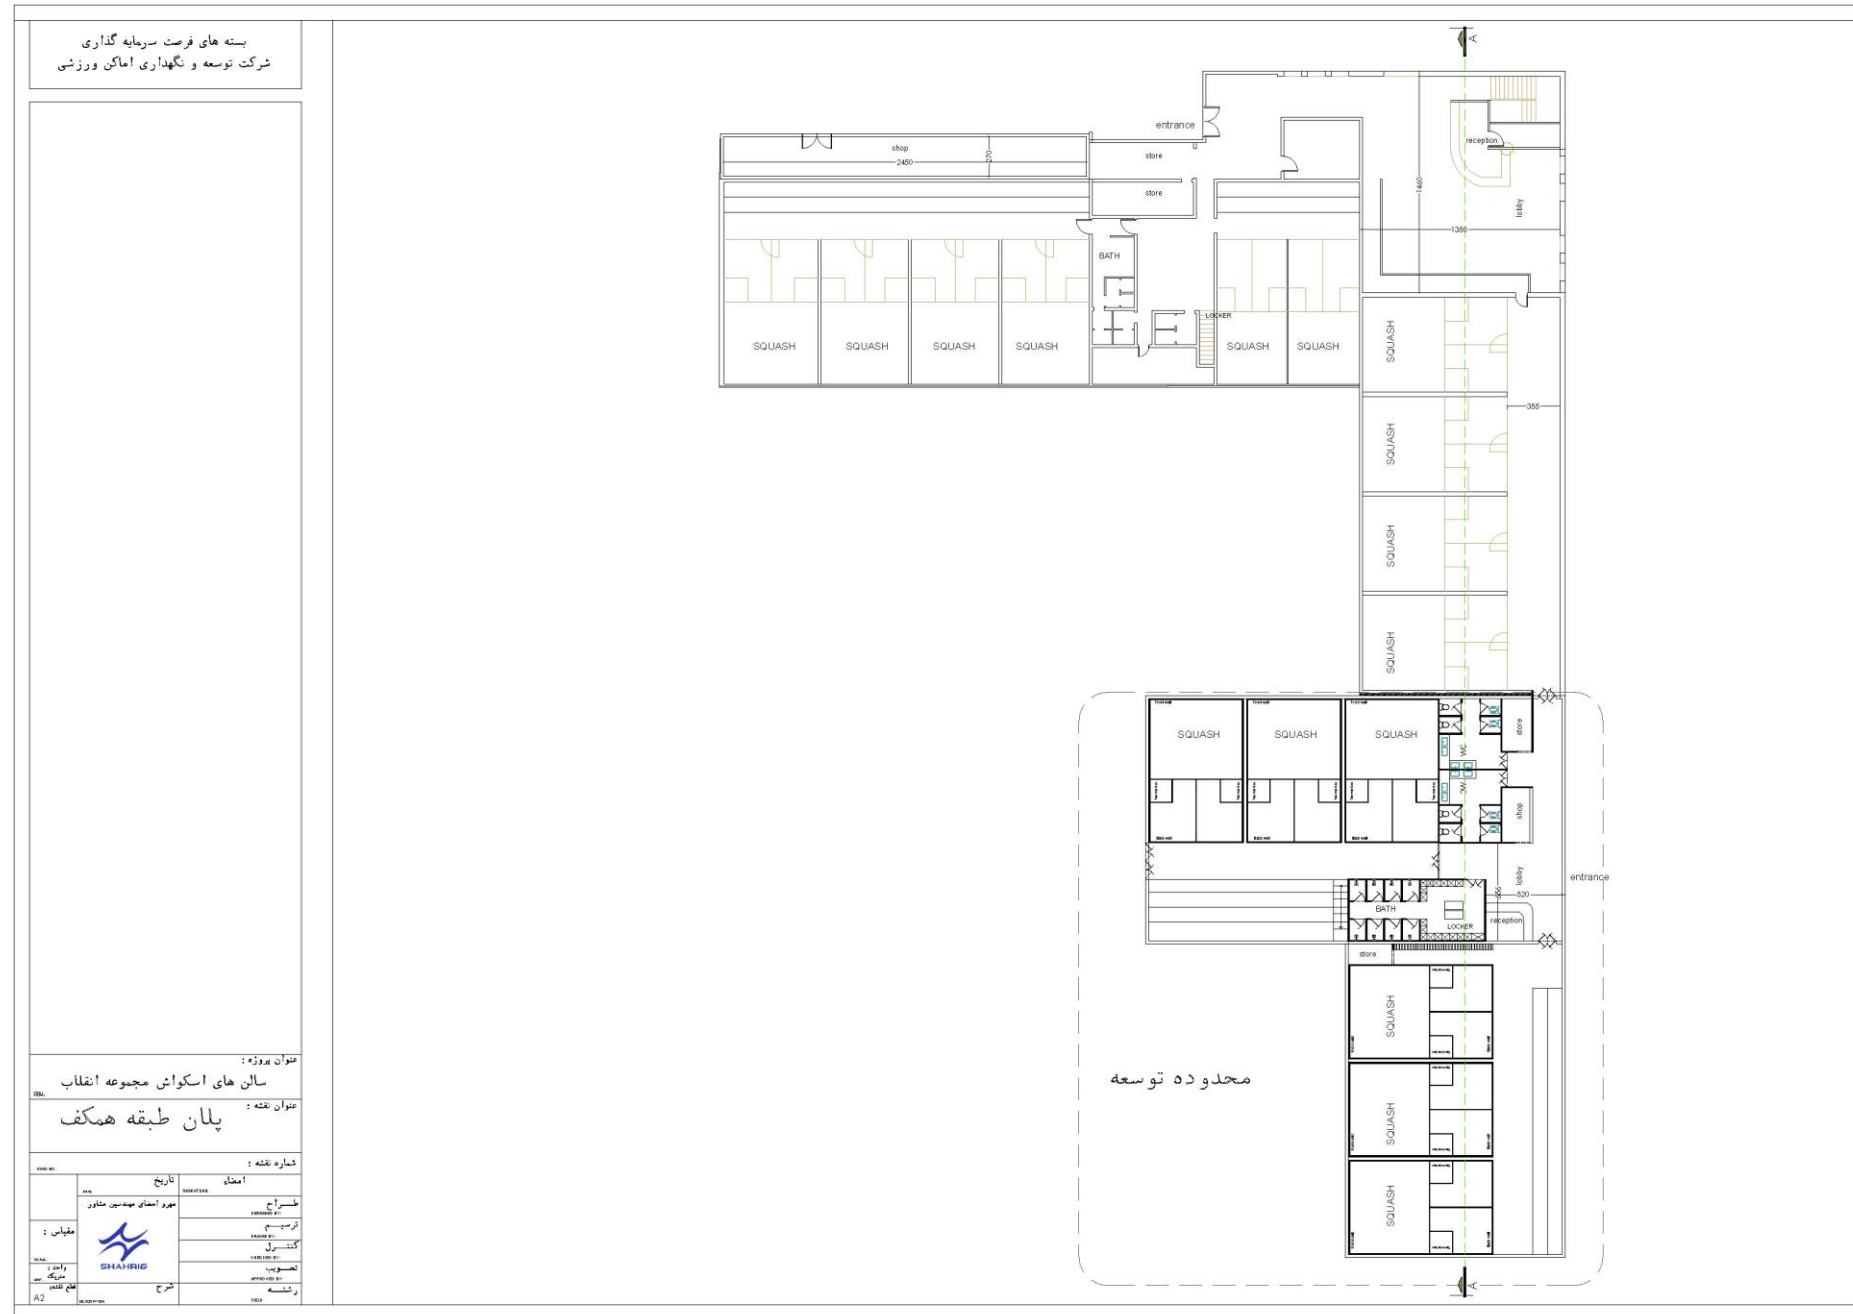 بسته های فرصت سرمایه گذاری
شرکت توسعه و نگهداری اماکن ورزشی
A
entrance
reception
shop
2450
270
store
store
1460
lobby
1350
BATH
LOCKER
SQUASH
SQUASH
SQUASH
SQUASH
SQUASH
SQUASH
SQUASH
355
SQUASH
SQUASH
SQUASH
SQUASH
SQUASH
SQUASH
WC
WC
store
shop
lobby
entrance
BATH
LOCKER
520
reception
store
SQUASH
SQUASH
SQUASH
محدوده توسعه
A
عنوان پروژه :
سالن های اسکواش مجموعه انقلاب
عنوان نقشه :
پلان طبقه همکف
شماره نقشه :
تاریخ
امضاء
SIGNATURE
مهر و امضای مهندسین مشاور
SHAHRIG
مقیاس :
واحد :
متریک
A2
شرح
طراح
ترسیم
کنترل
تصویب
رشته